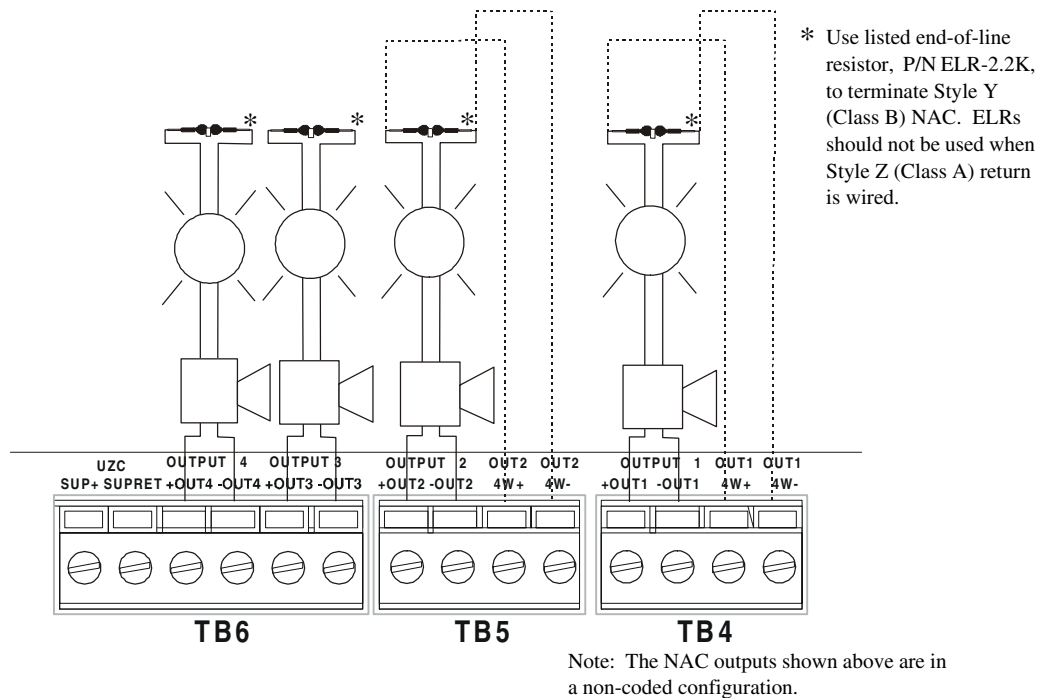 * Use listed end-of-line
resistor, P/N ELR-2.2K,
to terminate Style Y
(Class B) NAC. ELRs
should not be used when
Style Z (Class A) return
is wired.
* * * *
UZC OUTPUT 4 OUTPUT 3 OUTPUT 2 OUT2 OUT2 OUTPUT 1 OUT1 OUT1
SUP+ SUPRET +OUT4 -OUT4 +OUT3 -OUT3 +OUT2 -OUT2 4W+ 4W- +OUT1 -OUT1 4W+ 4W-
TB6 TB5 TB4
Note: The NAC outputs shown above are in
a non-coded configuration.